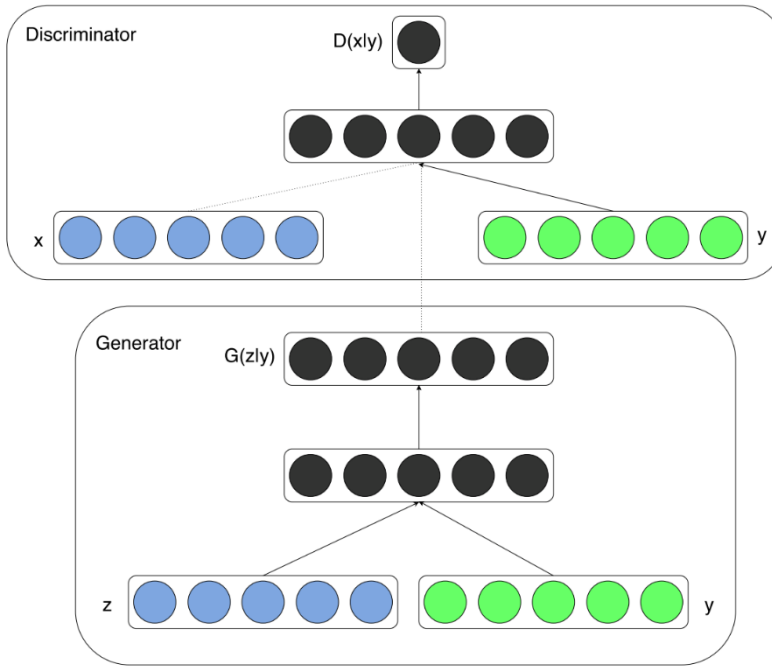 Discriminator
D(x|y)
x
y
Generator
G(z|y)
z
y